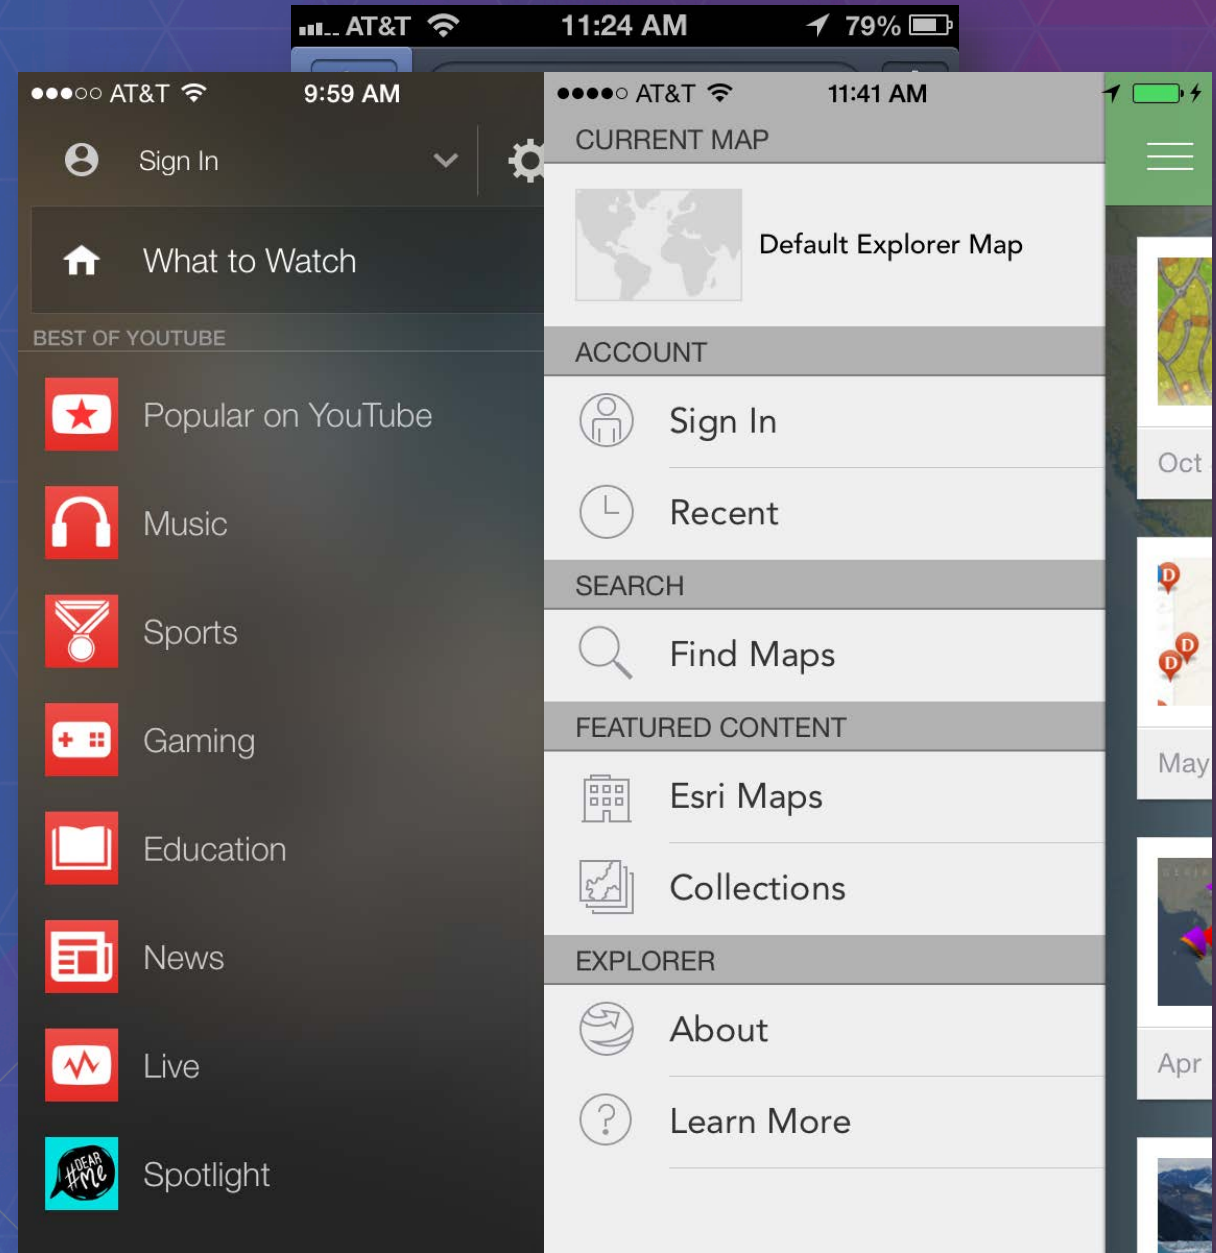 AT&T 11:24 AM 79%
AT&T 9:59 AM
Sign In
What to Watch
BEST OF YOUTUBE
Popular on YouTube
Music
Sports
Gaming
Education
News
Live
#DEAR
ME
Spotlight
AT&T 11:41 AM
CURRENT MAP
Default Explorer Map
ACCOUNT
Sign In
Recent
SEARCH
Find Maps
FEATURED CONTENT
Esri Maps
Collections
EXPLORER
About
Learn More
Oct
D
D
D
May
Apr